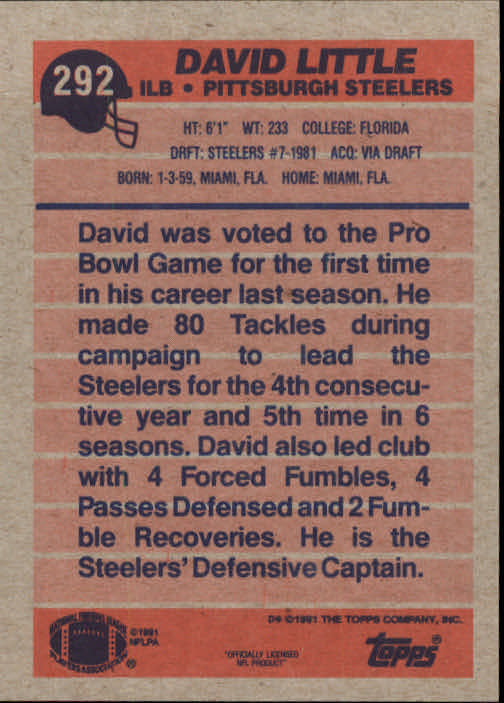 292
DAVID LITTLE
ILB • PITTSBURGH STEELERS
HT: 6'1" WT: 233 COLLEGE: FLORIDA
DRFT: STEELERS #7-1981 ACQ: VIA DRAFT
BORN: 1-3-59, MIAMI, FLA. HOME: MIAMI, FLA.
David was voted to the Pro
Bowl Game for the first time
in his career last season. He
made 80 Tackles during
campaign to lead the
Steelers for the 4th consecu-
tive year and 5th time in 6
seasons. David also led club
with 4 Forced Fumbles, 4
Passes Defensed and 2 Fum-
ble Recoveries. He is the
Steelers' Defensive Captain.
NATIONAL FOOTBALL LEAGUE
PLAYERS ASSOCIATION ®
©1991
NFLPA
"OFFICIALLY LICENSED
NFL PRODUCT"
D* ©1991 THE TOPPS COMPANY, INC.
topps®